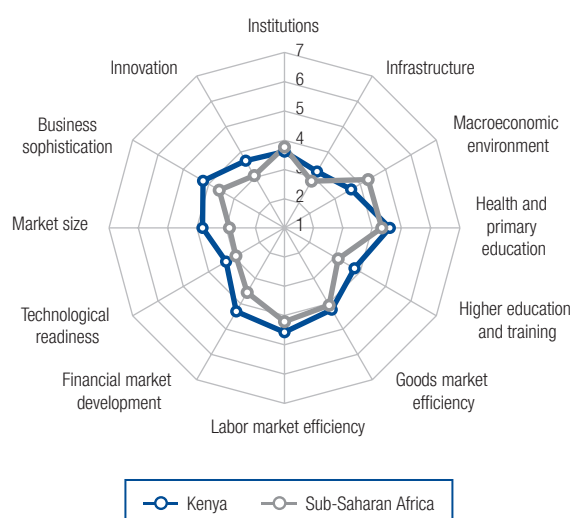 Institutions
Infrastructure
Macroeconomic
environment
Health and
primary
education
Higher education
and training
Goods market
efficiency
Labor market efficiency
Financial market
development
Technological
readiness
Market size
Business
sophistication
Innovation
7
6
5
4
3
2
1
Kenya
Sub-Saharan Africa